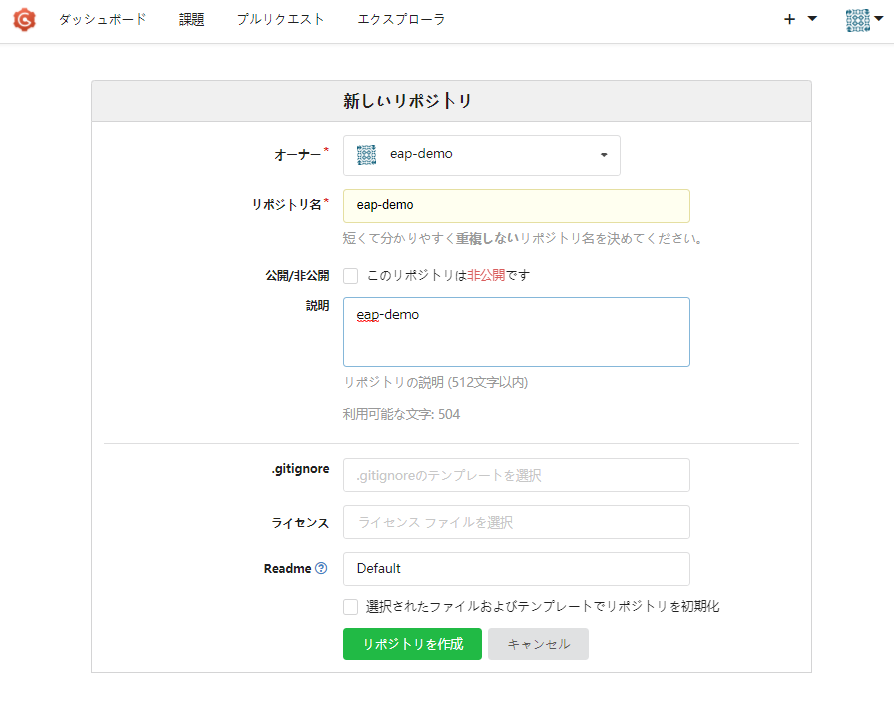 ダッシュボード 課題 プルリクエスト エクスプローラ
新しいリポジトリ
オーナー* eap-demo
リポジトリ名* eap-demo
短くて分かりやすく重複しないリポジトリ名を決めてください。
公開/非公開 このリポジトリは非公開です
説明 eap-demo
リポジトリの説明 (512文字以内)
利用可能な文字: 504
.gitignore .gitignoreのテンプレートを選択
ライセンス ライセンス ファイルを選択
Readme Default
選択されたファイルおよびテンプレートでリポジトリを初期化
リポジトリを作成 キャンセル